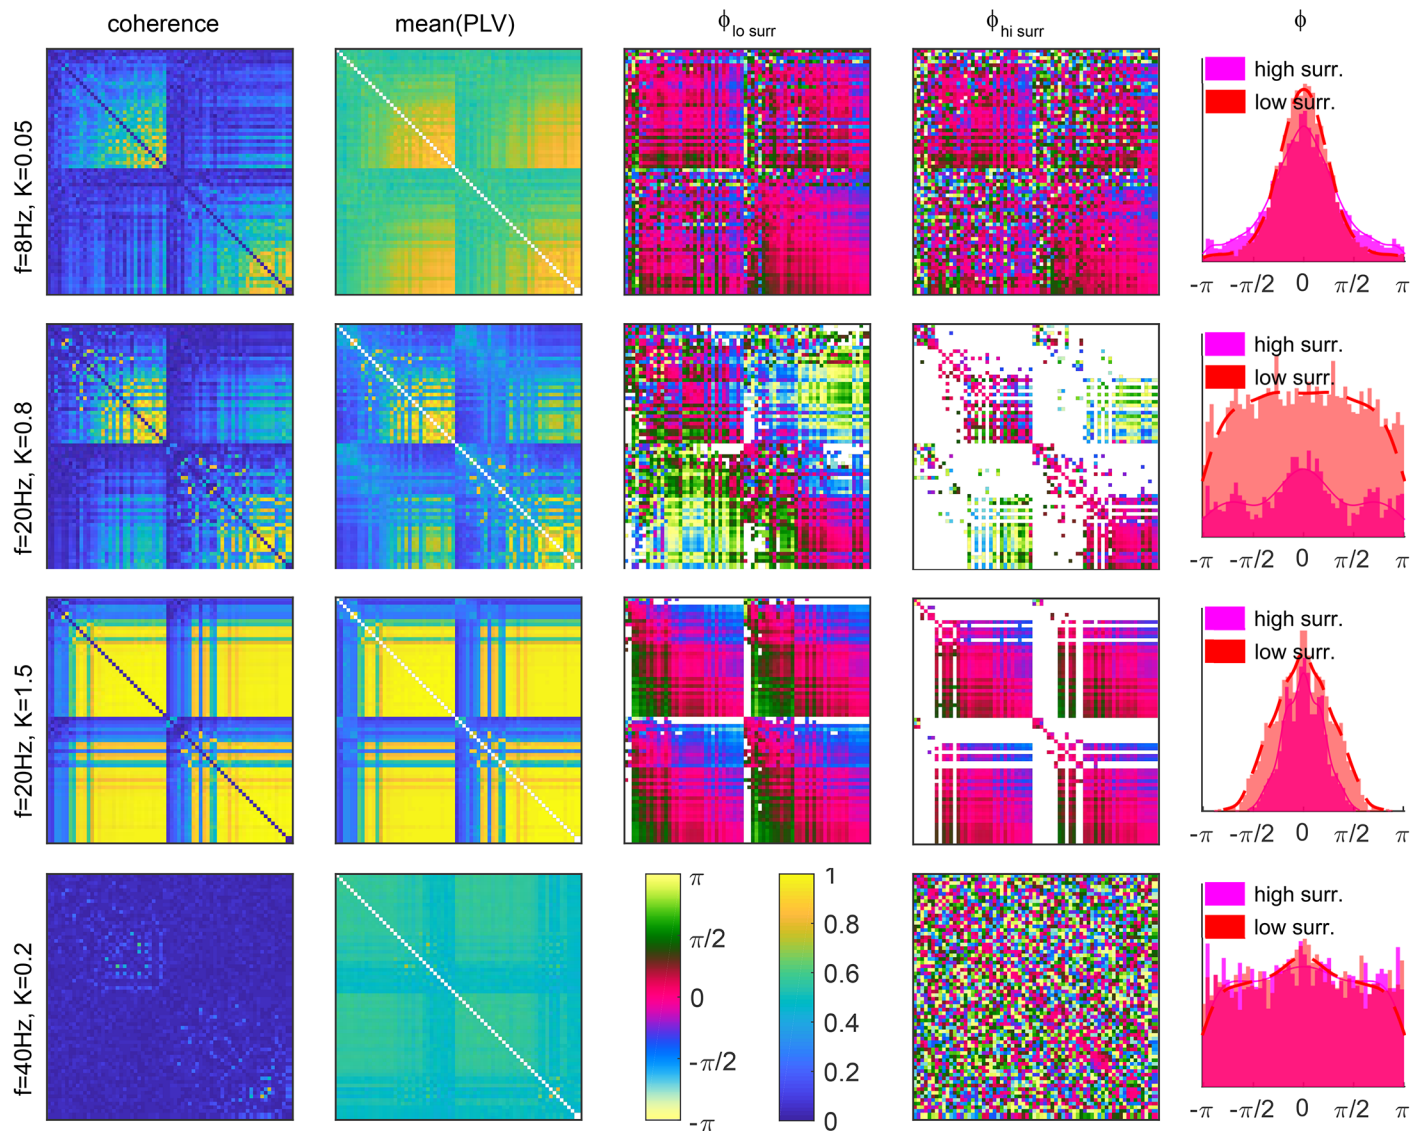 coherence
mean(PLV)
ϕ lo surr
ϕ hi surr
ϕ
f=8Hz, K=0.05
high surr.
low surr.
-π -π/2 0 π/2 π
f=20Hz, K=0.8
high surr.
low surr.
-π -π/2 0 π/2 π
f=20Hz, K=1.5
high surr.
low surr.
-π -π/2 0 π/2 π
f=40Hz, K=0.2
π
π/2
0
-π/2
-π
1
0.8
0.6
0.4
0.2
0
high surr.
low surr.
-π -π/2 0 π/2 π